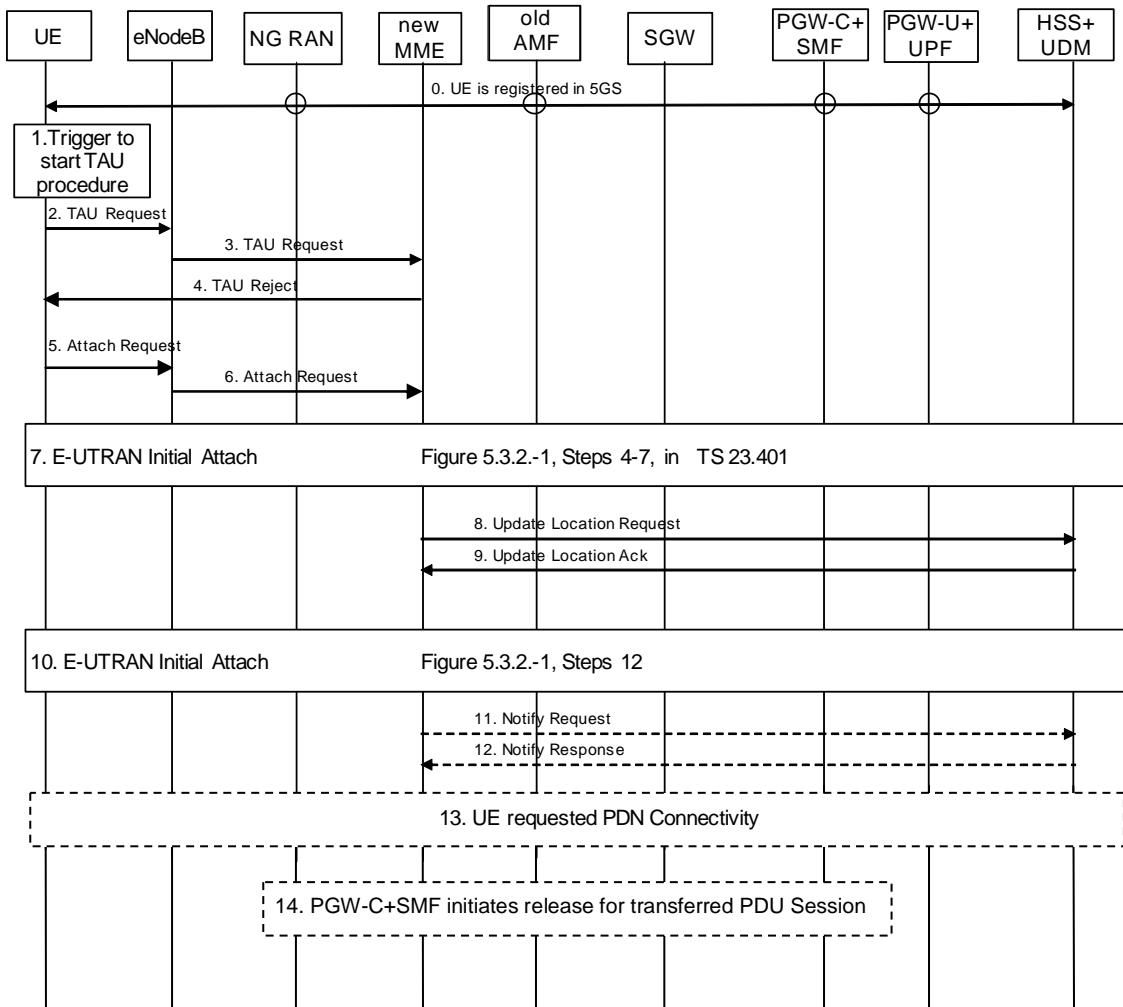 UE
eNodeB
NG RAN
new
MME
old
AMF
SGW
PGW-C+
SMF
PGW-U+
UPF
HSS+
UDM
0. UE is registered in 5GS
1.Trigger to
start TAU
procedure
2. TAU Request
3. TAU Request
4. TAU Reject
5. Attach Request
6. Attach Request
7. E-UTRAN Initial Attach Figure 5.3.2.-1, Steps 4-7, in TS 23.401
8. Update Location Request
9. Update Location Ack
10. E-UTRAN Initial Attach Figure 5.3.2.-1, Steps 12
11. Notify Request
12. Notify Response
13. UE requested PDN Connectivity
14. PGW-C+SMF initiates release for transferred PDU Session